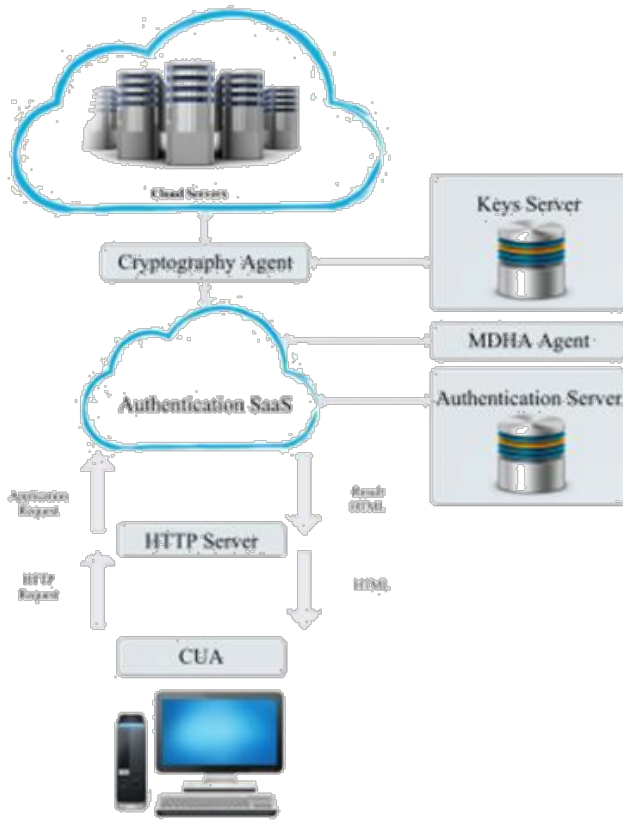 Cloud Servers
Keys Server
Cryptography Agent
MDHA Agent
Authentication Server
Authentication SaaS
Application
Request
Result
HTML
HTTP Server
HTTP
Request
HTML
CUA